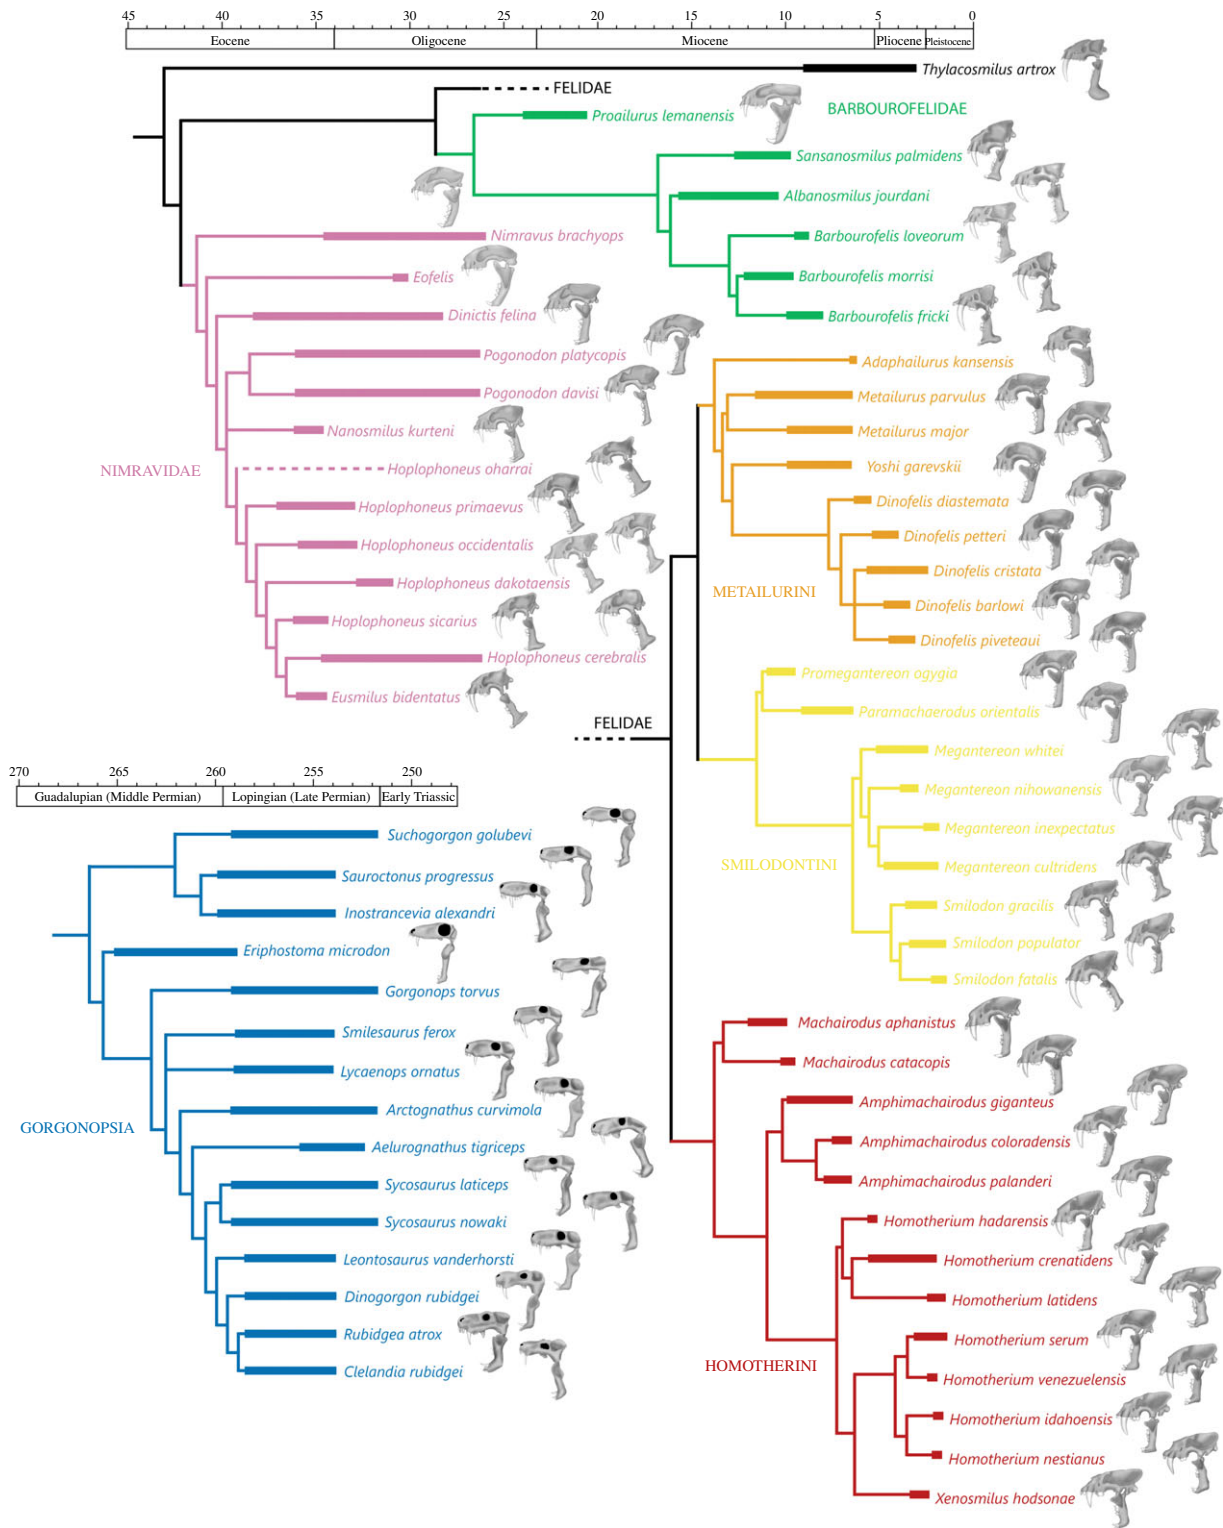 45 40 35 30 25 20 15 10 5 0
Eocene Oligocene Miocene Pliocene Pleistocene
Thylacosmilus artrox
FELIDAE
BARBOUROFELIDAE
Proailurus lemanensis
Sansanosmilus palmidens
Albanosmilus jourdani
Nimravus brachyops
Barbourofelis loveorum
Eofelis
Barbourofelis morrisi
Dinictis felina
Barbourofelis fricki
Pogonodon platycopis
Adaphailurus kansensis
Pogonodon davisi
Metailurus parvulus
Nanosmilus kurteni
Metailurus major
NIMRAVIDAE
Hoplophoneus oharrai
Yoshi garevskii
Hoplophoneus primaevus
Dinofelis diastemata
Hoplophoneus occidentalis
Dinofelis petteri
Hoplophoneus dakotaensis
Dinofelis cristata
METAILURINI
Dinofelis barlowi
Hoplophoneus sicarius
Dinofelis piveteaui
Hoplophoneus cerebralis
Promegantereon ogygia
Eusmilus bidentatus
Paramachaerodus orientalis
FELIDAE
Megantereon whitei
270 265 260 255 250
Guadalupian (Middle Permian) Lopingian (Late Permian) Early Triassic
Megantereon nihowanensis
Suchogorgon golubevi
Megantereon inexpectatus
SMILODONTINI
Megantereon cultridens
Sauroctonus progressus
Smilodon gracilis
Inostrancevia alexandri
Smilodon populator
Eriphostoma microdon
Smilodon fatalis
Gorgonops torvus
Machairodus aphanistus
Smilesaurus ferox
Machairodus catacopis
Lycaenops ornatus
Amphimachairodus giganteus
Arctognathus curvimola
GORGONOPSIA
Amphimachairodus coloradensis
Aelurognathus tigriceps
Amphimachairodus palanderi
Sycosaurus laticeps
Homotherium hadarensis
Sycosaurus nowaki
Homotherium crenatidens
Leontosaurus vanderhorsti
Homotherium latidens
Dinogorgon rubidgei
Homotherium serum
Rubidgea atrox
HOMOTHERINI
Homotherium venezuelensis
Clelandia rubidgei
Homotherium idahoensis
Homotherium nestianus
Xenosmilus hodsonae